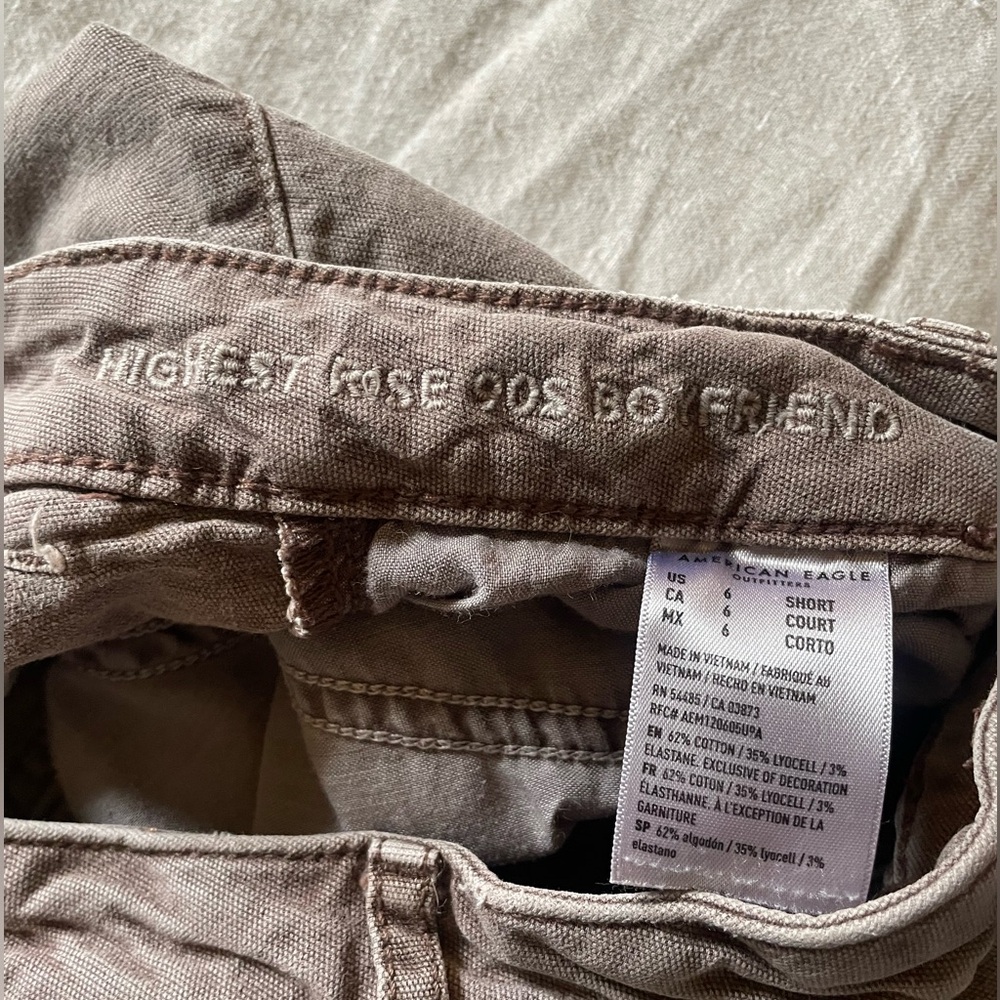 HIGHEST RISE 90S BOYFRIEND
AMERICAN EAGLE
OUTFITTERS
US 6 SHORT
CA 6 COURT
MX 6 CORTO
MADE IN VIETNAM / FABRIQUÉ AU
VIETNAM / HECHO EN VIETNAM
RN 54485 / CA 03873
RFC# AEM120605U9A
EN 62% COTTON / 35% LYOCELL / 3%
ELASTANE. EXCLUSIVE OF DECORATION
FR 62% COTON / 35% LYOCELL / 3%
ÉLASTHANNE. À L'EXCEPTION DE LA
GARNITURE
SP 62% algodón / 35% lyocell / 3%
elastano